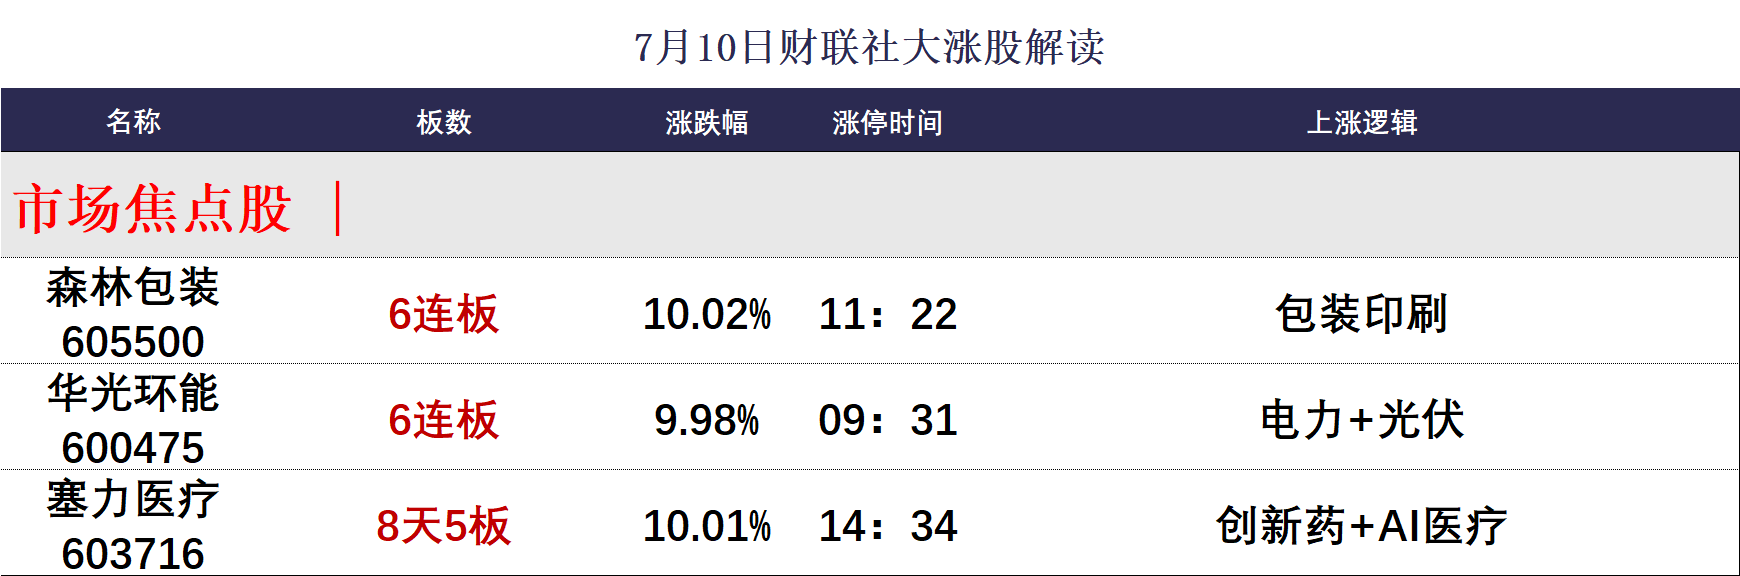 7月10日财联社大涨股解读
名称 板数 涨跌幅 涨停时间 上涨逻辑
市场焦点股 ｜
森林包装
605500 6连板 10.02% 11：22 包装印刷
华光环能
600475 6连板 9.98% 09：31 电力+光伏
塞力医疗
603716 8天5板 10.01% 14：34 创新药+AI医疗